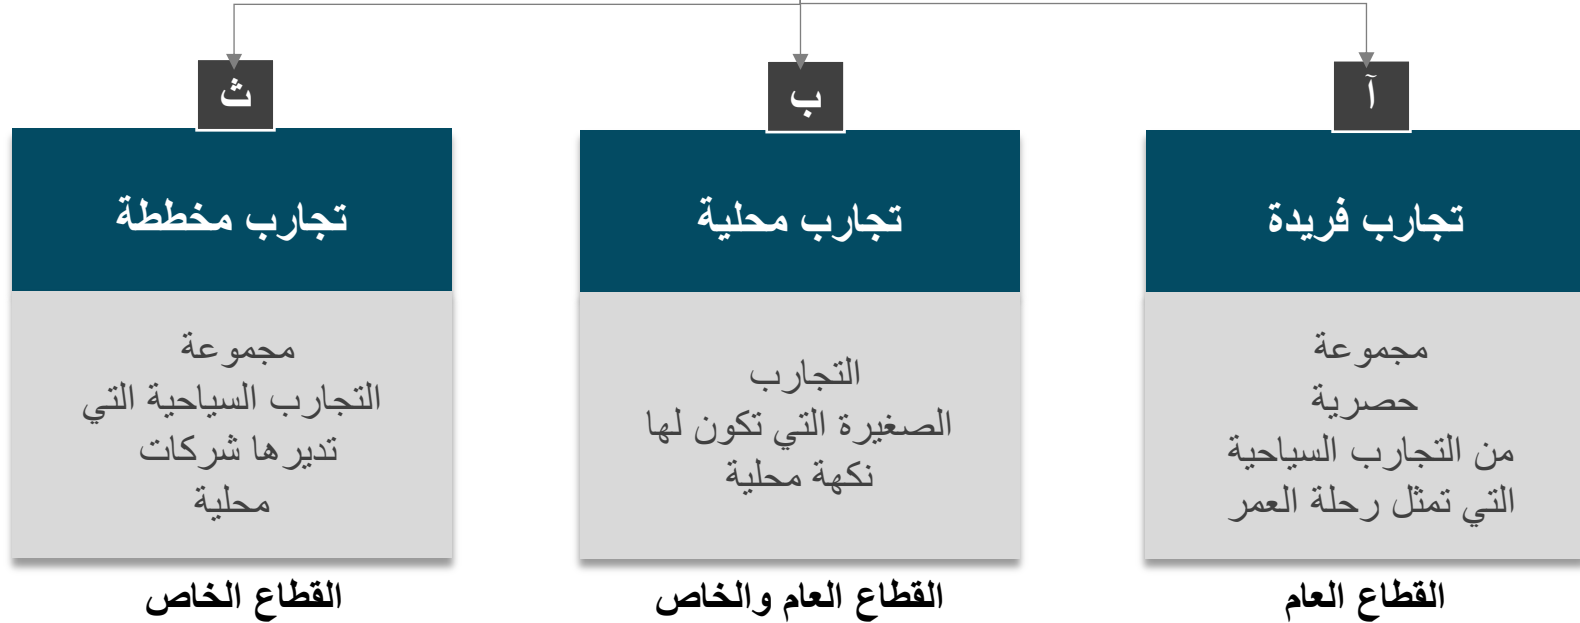 آ
تجارب فريدة
مجموعة
حصرية
من التجارب السياحية
التي تمثل رحلة العمر
القطاع العام
ب
تجارب محلية
التجارب
الصغيرة التي تكون لها
نكهة محلية
القطاع العام والخاص
ث
تجارب مخططة
مجموعة
التجارب السياحية التي
تديرها شركات
محلية
القطاع الخاص